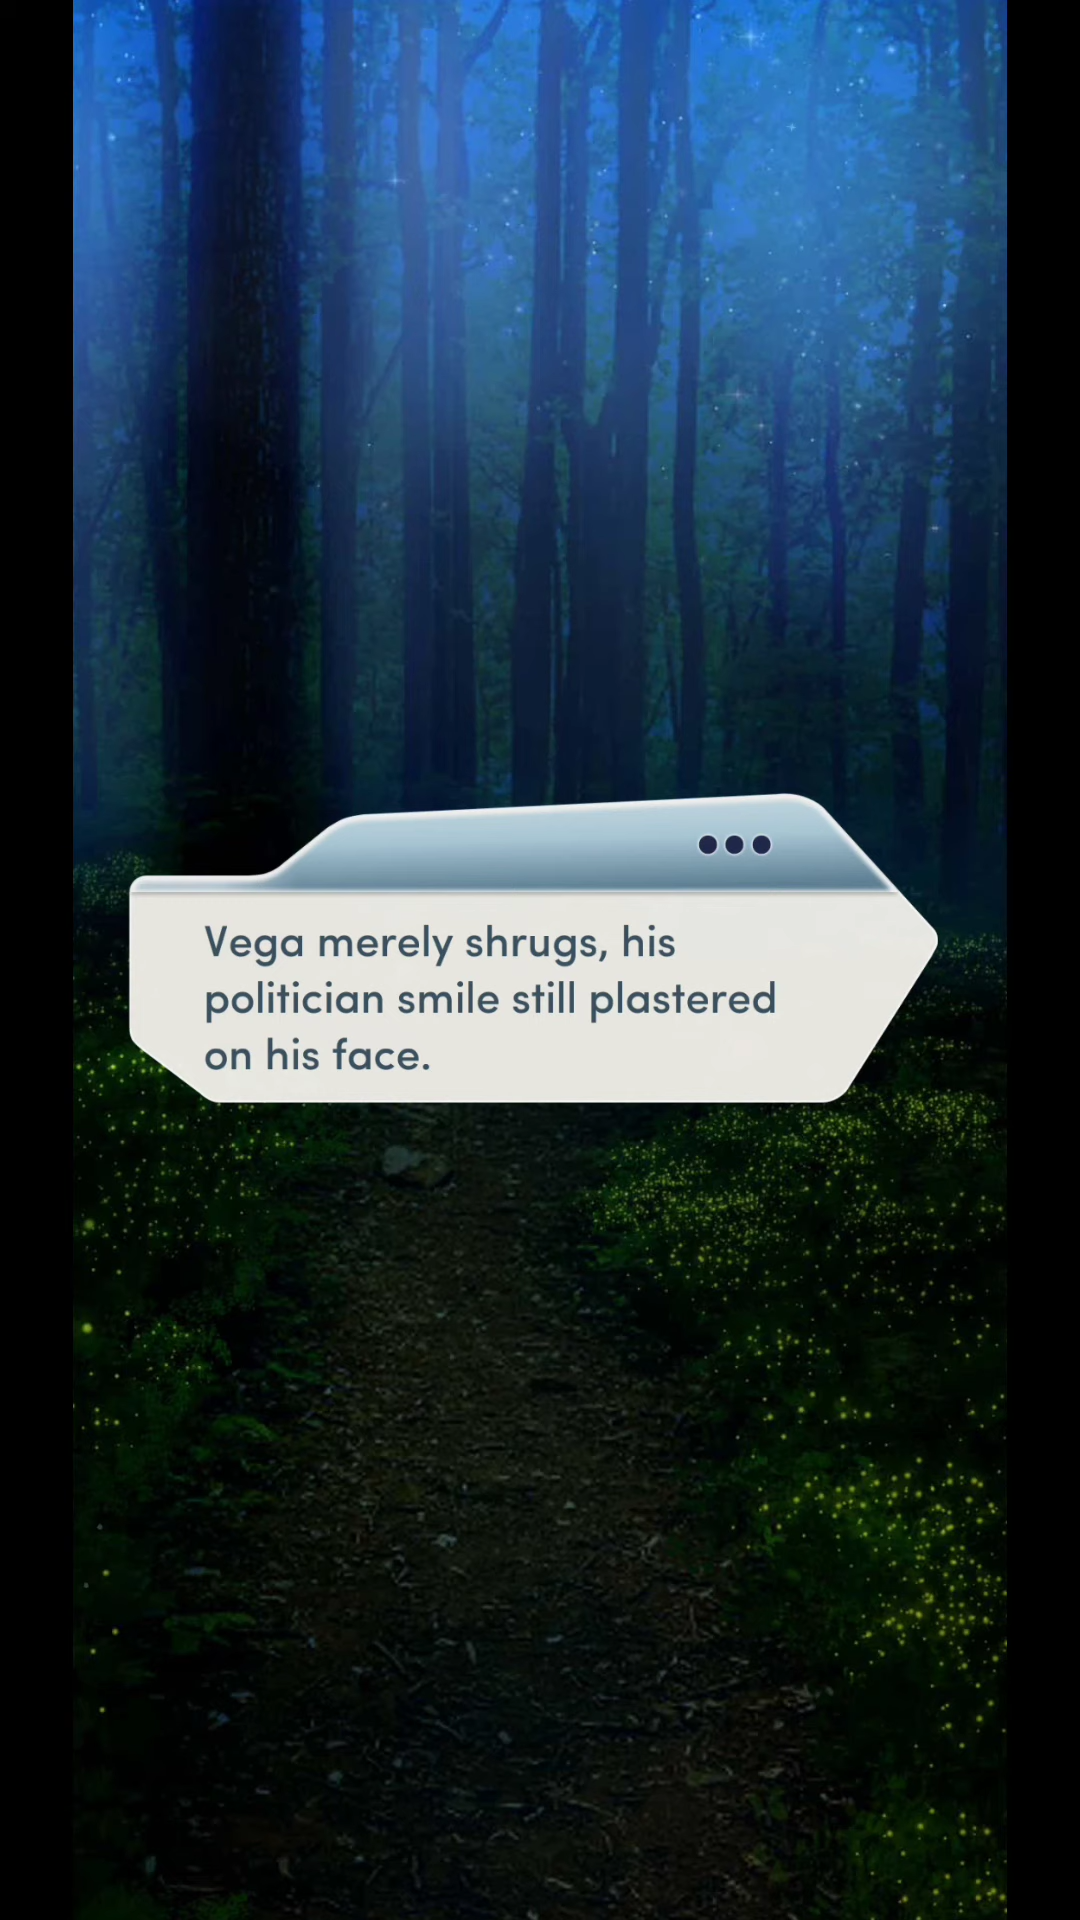 Vega merely shrugs, his
politician smile still plastered
on his face.